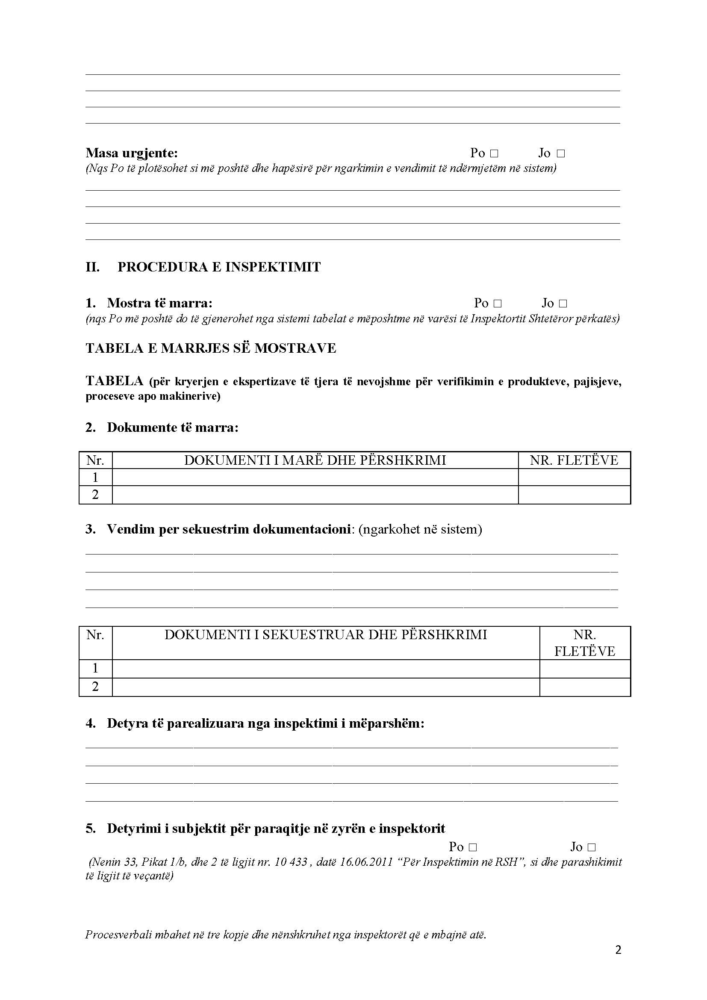 Masa urgjente: Po □ Jo □
(Nqs Po të plotësohet si më poshtë dhe hapësirë për ngarkimin e vendimit të ndërmjetëm në sistem)
II. PROCEDURA E INSPEKTIMIT
1. Mostra të marra: Po □ Jo □
(nqs Po më poshtë do të gjenerohet nga sistemi tabelat e mëposhtme në varësi të Inspektortit Shtetëror përkatës)
TABELA E MARRJES SË MOSTRAVE
TABELA (për kryerjen e ekspertizave të tjera të nevojshme për verifikimin e produkteve, pajisjeve,
proceseve apo makinerive)
2. Dokumente të marra:
Nr. DOKUMENTI I MARË DHE PËRSHKRIMI NR. FLETËVE
1
2
3. Vendim per sekuestrim dokumentacioni: (ngarkohet në sistem)
Nr. DOKUMENTI I SEKUESTRUAR DHE PËRSHKRIMI NR.
FLETËVE
1
2
4. Detyra të parealizuara nga inspektimi i mëparshëm:
5. Detyrimi i subjektit për paraqitje në zyrën e inspektorit
Po □ Jo □
(Nenin 33, Pikat 1/b, dhe 2 të ligjit nr. 10 433 , datë 16.06.2011 “Për Inspektimin në RSH”, si dhe parashikimit
të ligjit të veçantë)
Procesverbali mbahet në tre kopje dhe nënshkruhet nga inspektorët që e mbajnë atë.
2